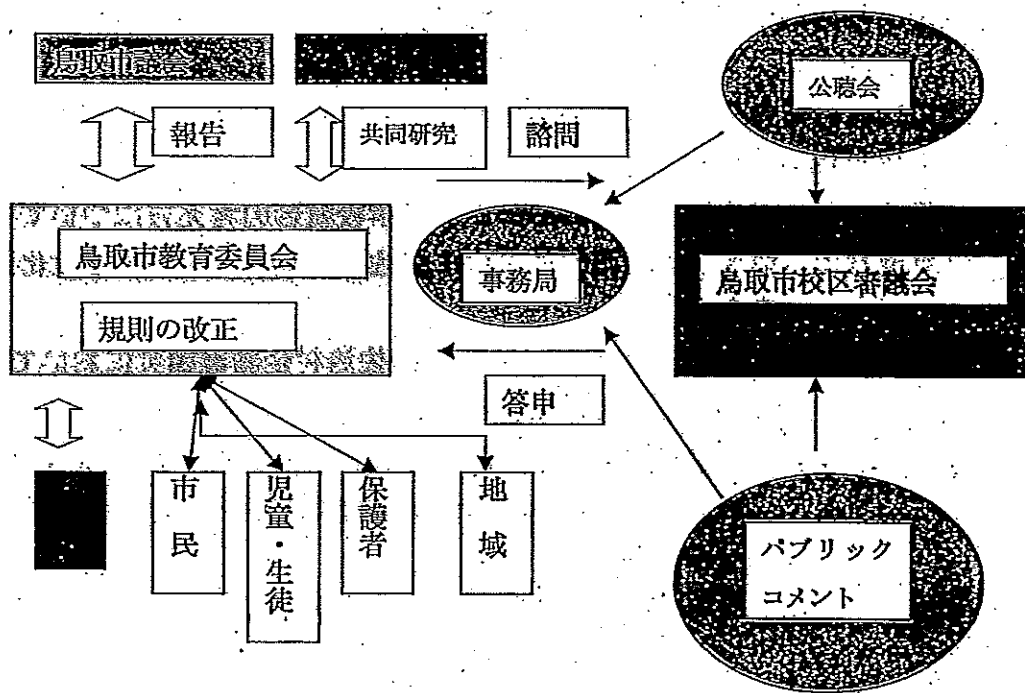 鳥取市議会
公聴会
報告
共同研究
諮問
鳥取市教育委員会
規則の改正
事務局
鳥取市校区審議会
答申
市民
児童・生徒
保護者
地域
パブリック
コメント